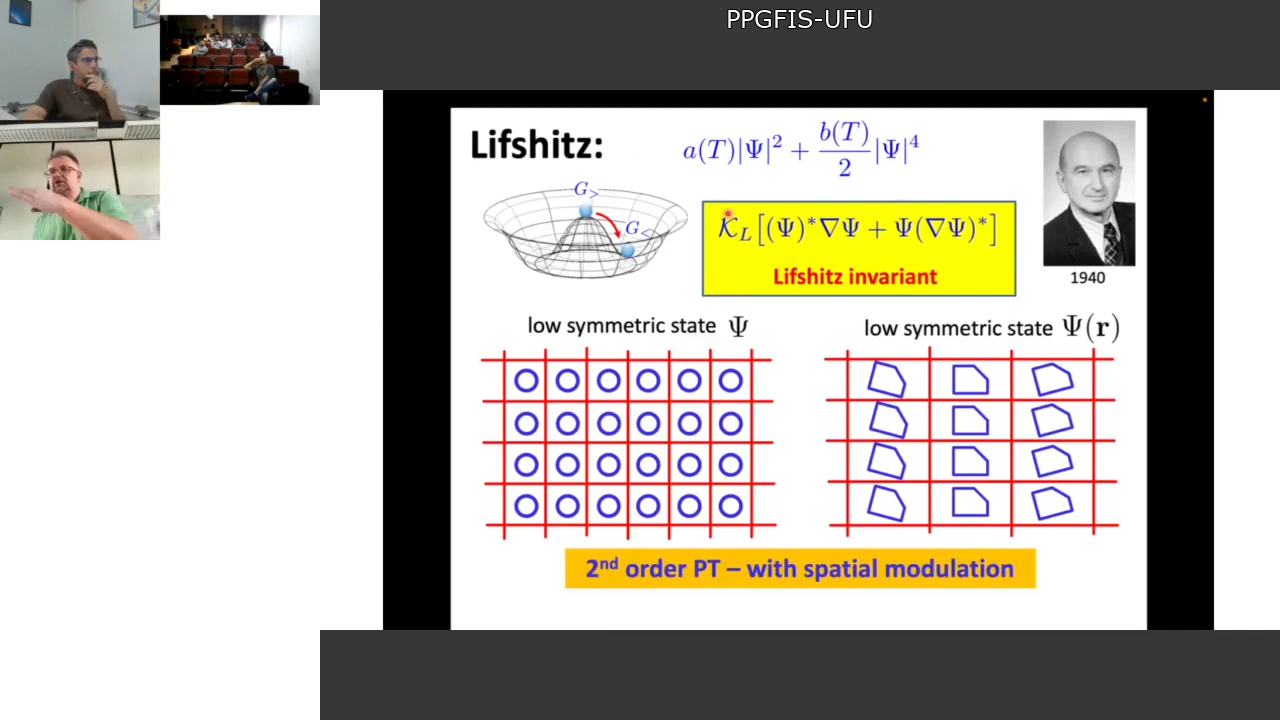 PPGFIS-UFU
Lifshitz:
a(T)|Ψ|² + b(T)/2 |Ψ|⁴
G>
G<
𝒦_L[(Ψ)*∇Ψ + Ψ(∇Ψ)*]
Lifshitz invariant
1940
low symmetric state Ψ
low symmetric state Ψ(r)
2nd order PT – with spatial modulation